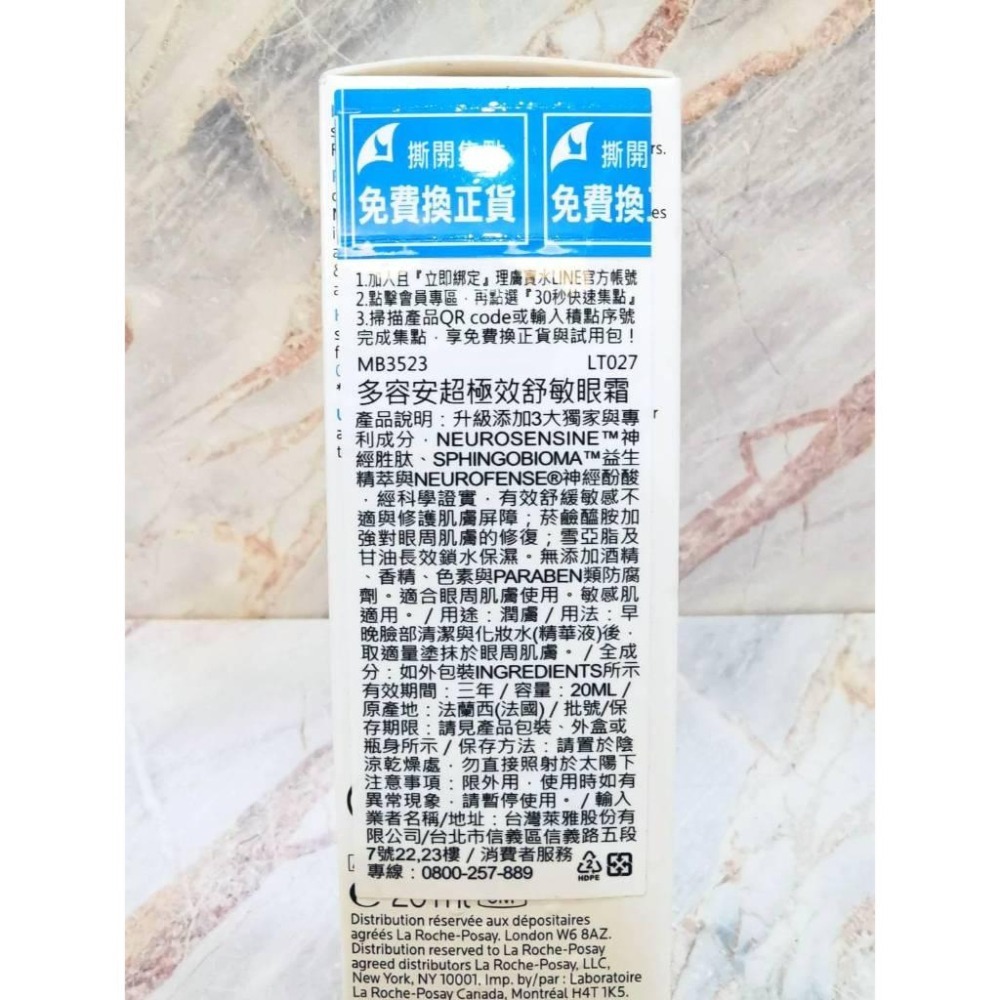 撕開集點 撕開
免費換正貨 免費換
rs.
es
1.加入且『立即綁定』理膚寶水LINE官方帳號
2.點擊會員專區，再點選『30秒快速集點』
3.掃描產品QR code或輸入積點序號
完成集點，享免費換正貨與試用包！
MB3523 LT027
多容安超極效舒敏眼霜
產品說明：升級添加3大獨家與專
利成分，NEUROSENSINE™神
經胜肽、SPHINGOBIOMA™益生
精萃與NEUROFENSE®神經酚酸
，經科學證實，有效舒緩敏感不
適與修護肌膚屏障；菸鹼醯胺加
強對眼周肌膚的修復；雪亞脂及
甘油長效鎖水保濕。無添加酒精
、香精、色素與PARABEN類防腐
劑。適合眼周肌膚使用。敏感肌
適用。/ 用途：潤膚 / 用法：早
晚臉部清潔與化妝水(精華液)後，
取適量塗抹於眼周肌膚。/ 全成
分：如外包裝INGREDIENTS所示
有效期間：三年 / 容量：20ML /
原產地：法蘭西(法國) / 批號/保
存期限：請見產品包裝、外盒或
瓶身所示 / 保存方法：請置於陰
涼乾燥處，勿直接照射於太陽下
注意事項：限外用，使用時如有
異常現象，請暫停使用。/ 輸入
業者名稱/地址：台灣萊雅股份有
限公司/台北市信義區信義路五段
7號22,23樓 / 消費者服務
專線：0800-257-889
2
HDPE
Distribution réservée aux dépositaires
agréés La Roche-Posay. London W6 8AZ.
Distribution reserved to La Roche-Posay
agreed distributors La Roche-Posay, LLC,
New York, NY 10001. Imp. by/par : Laboratoire
La Roche-Posay Canada, Montréal H4T 1K5.